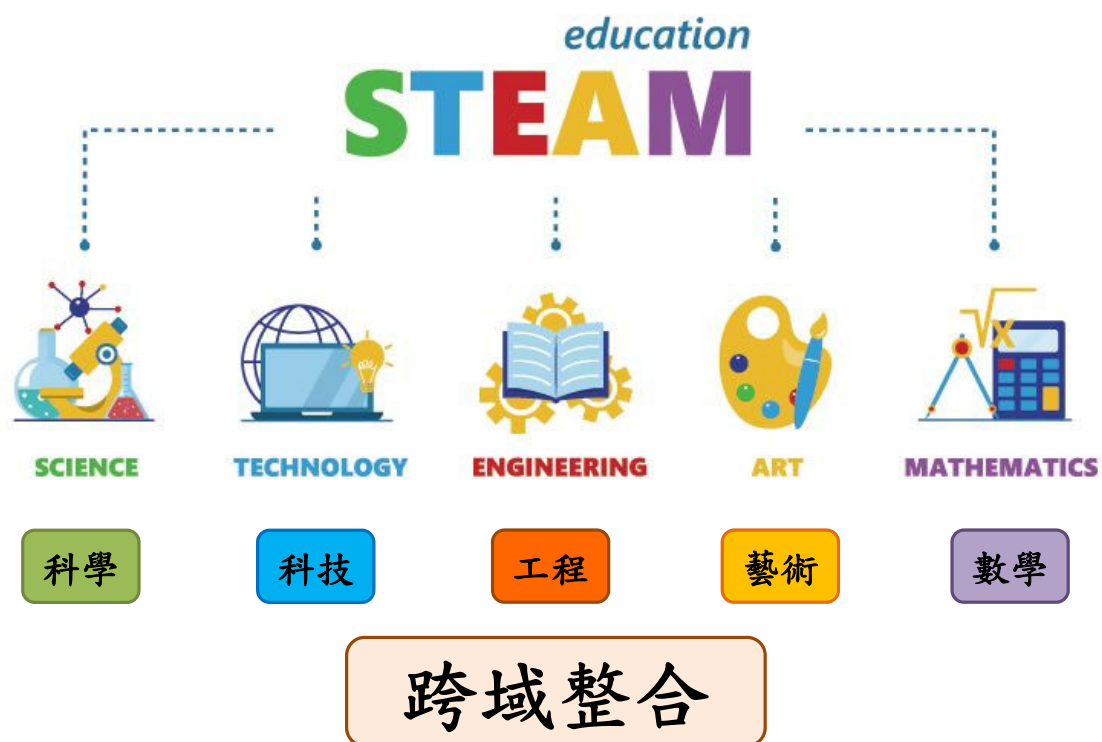 education
STEAM
√x
SCIENCE TECHNOLOGY ENGINEERING ART MATHEMATICS
科學 科技 工程 藝術 數學
跨域整合